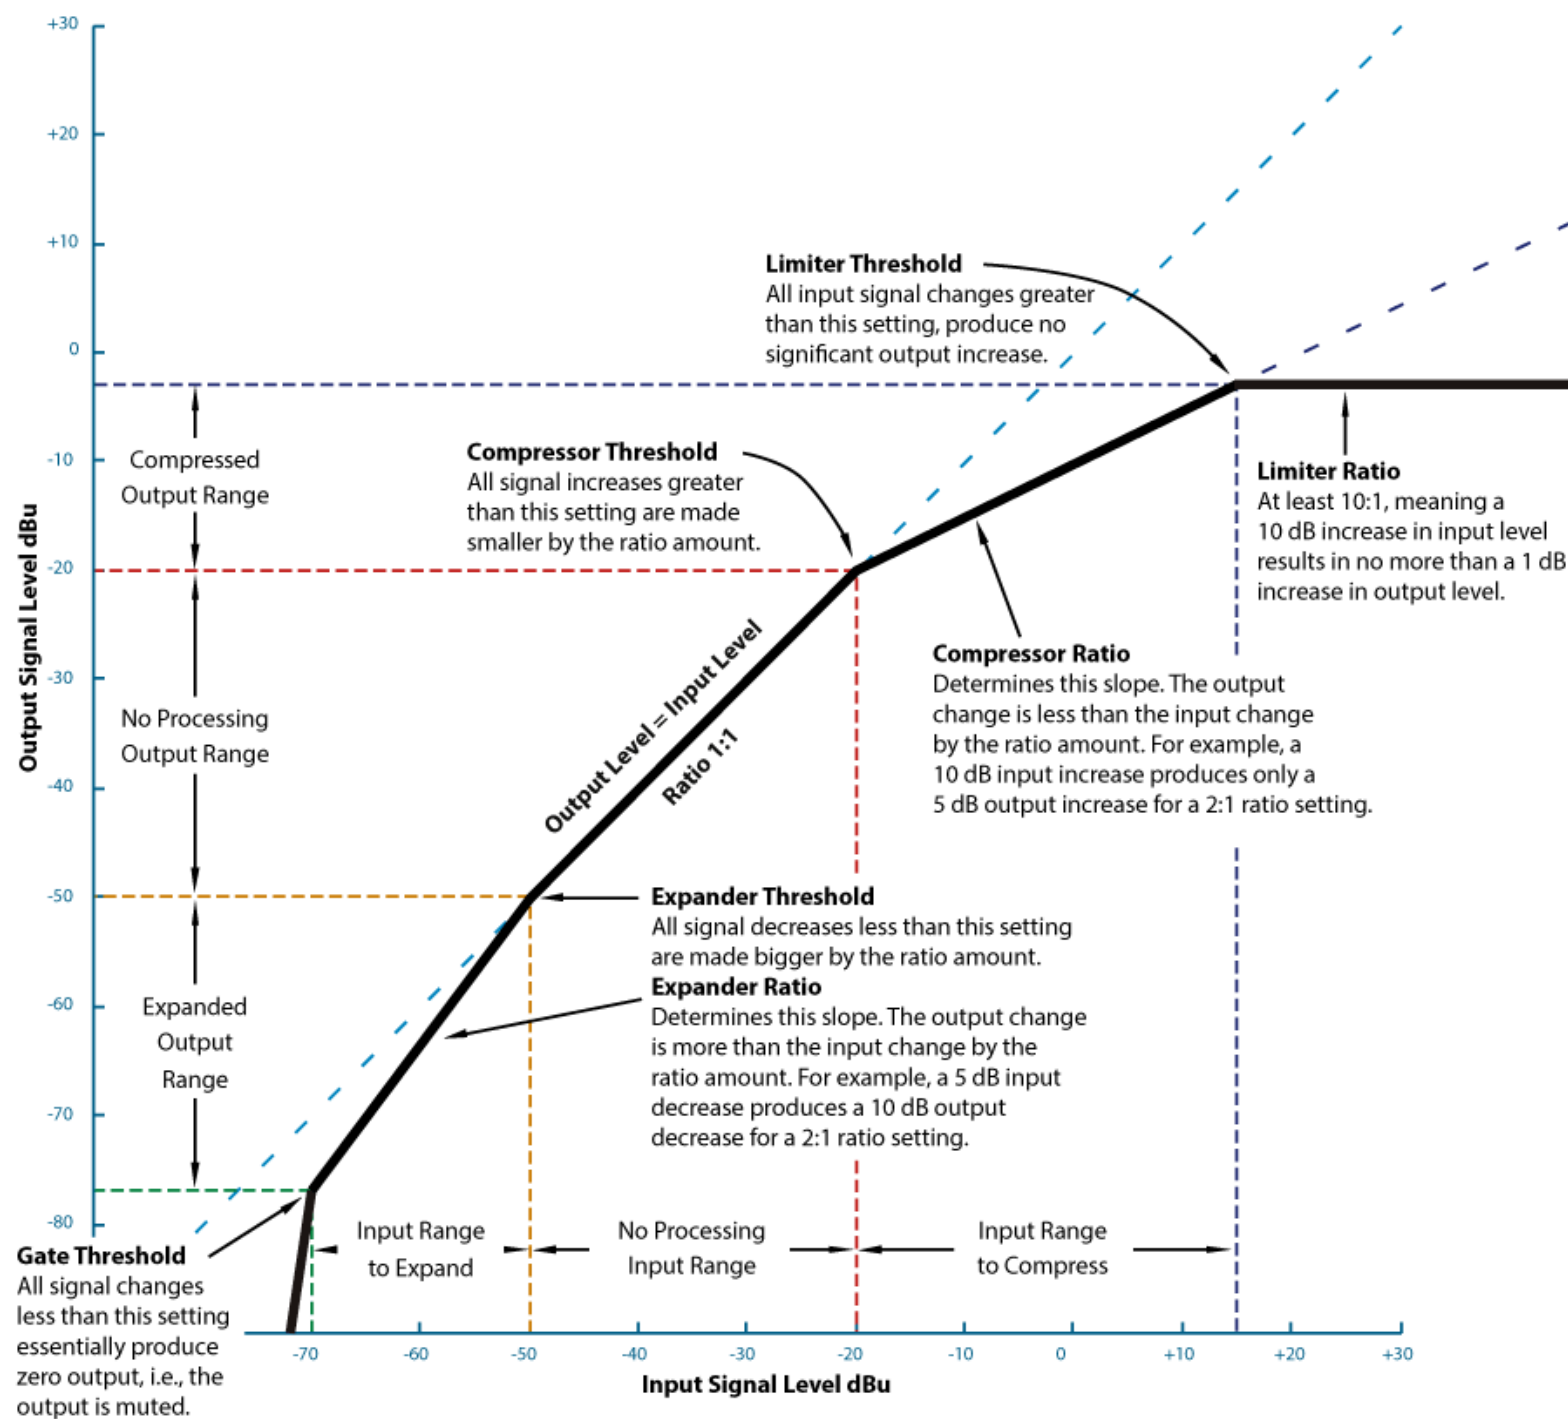 +30
+20
+10
0
-10
-20
-30
-40
-50
-60
-70
-80
Output Signal Level dBu
Compressed
Output Range
No Processing
Output Range
Expanded
Output
Range
Limiter Threshold
All input signal changes greater
than this setting, produce no
significant output increase.
Compressor Threshold
All signal increases greater
than this setting are made
smaller by the ratio amount.
Limiter Ratio
At least 10:1, meaning a
10 dB increase in input level
results in no more than a 1 dB
increase in output level.
Compressor Ratio
Determines this slope. The output
change is less than the input change
by the ratio amount. For example, a
10 dB input increase produces only a
5 dB output increase for a 2:1 ratio setting.
Output Level = Input Level
Ratio 1:1
Expander Threshold
All signal decreases less than this setting
are made bigger by the ratio amount.
Expander Ratio
Determines this slope. The output change
is more than the input change by the
ratio amount. For example, a 5 dB input
decrease produces a 10 dB output
decrease for a 2:1 ratio setting.
Gate Threshold
All signal changes
less than this setting
essentially produce
zero output, i.e., the
output is muted.
Input Range
to Expand
No Processing
Input Range
Input Range
to Compress
-70
-60
-50
-40
-30
-20
-10
0
+10
+20
+30
Input Signal Level dBu